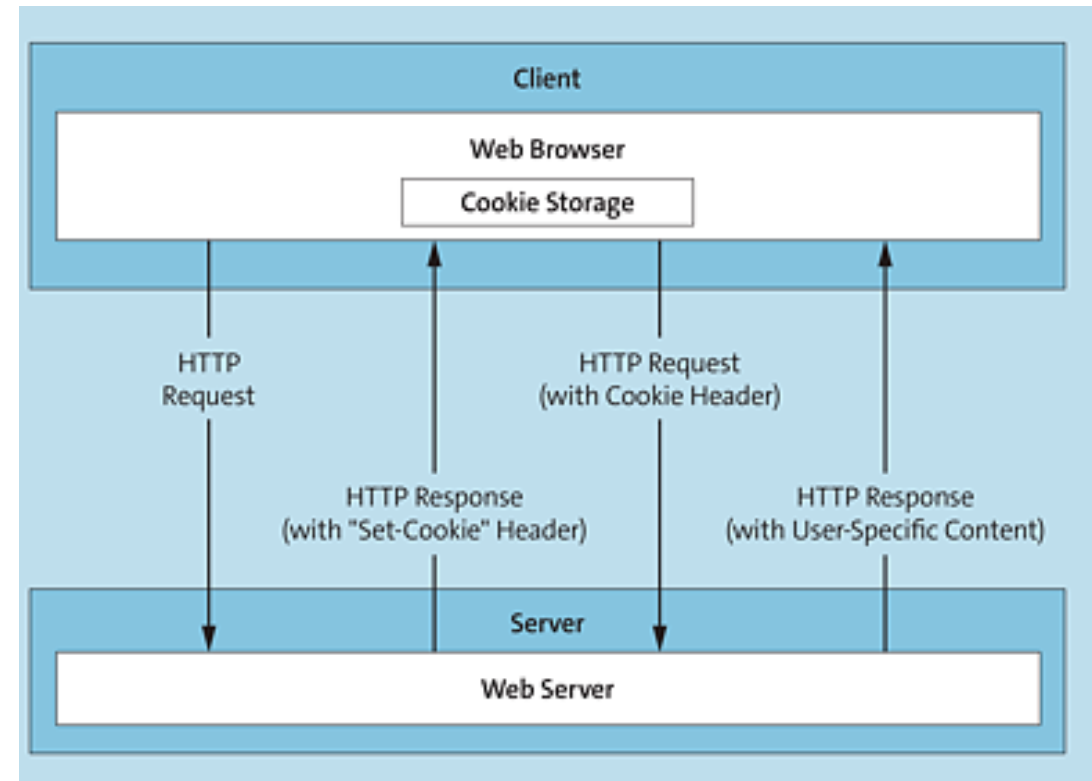 Client
Web Browser
Cookie Storage
HTTP
Request
HTTP Response
(with "Set-Cookie" Header)
HTTP Request
(with Cookie Header)
HTTP Response
(with User-Specific Content)
Server
Web Server